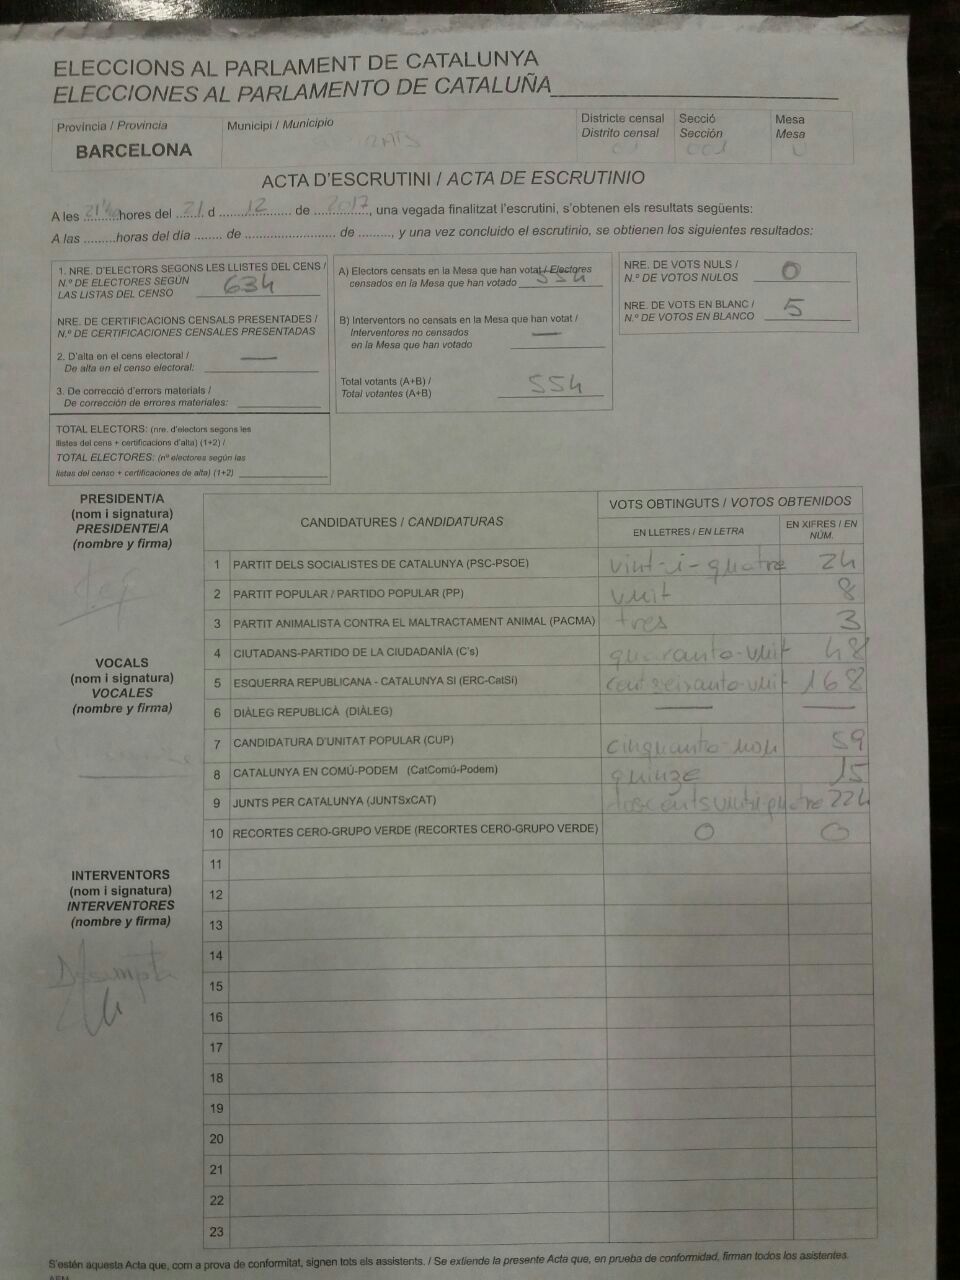 ELECCIONS AL PARLAMENT DE CATALUNYA
ELECCIONES AL PARLAMENTO DE CATALUÑA
Província / Provincia
BARCELONA
Municipi / Municipio
Districte censal
Distrito censal
01
Secció
Sección
001
Mesa
Mesa
U
ACTA D'ESCRUTINI / ACTA DE ESCRUTINIO
A les ......... hores del 21 d 12 de 2017, una vegada finalitzat l'escrutini, s'obtenen els resultats següents:
A las ......... horas del día ........ de .......................... de ........., y una vez concluido el escrutinio, se obtienen los siguientes resultados:
1. NRE. D'ELECTORS SEGONS LES LLISTES DEL CENS /
N.º DE ELECTORES SEGÚN
LAS LISTAS DEL CENSO 634
NRE. DE CERTIFICACIONS CENSALS PRESENTADES /
N.º DE CERTIFICACIONES CENSALES PRESENTADAS
2. D'alta en el cens electoral / —
De alta en el censo electoral:
3. De correcció d'errors materials /
De corrección de errores materiales:
TOTAL ELECTORS: (nre. d'electors segons les
llistes del cens + certificacions d'alta) (1+2) /
TOTAL ELECTORES: (nº electores según las
listas del censo + certificaciones de alta) (1+2)
A) Electors censats en la Mesa que han votat / Electores
censados en la Mesa que han votado 554
B) Interventors no censats en la Mesa que han votat /
Interventores no censados —
en la Mesa que han votado
Total votants (A+B) /
Total votantes (A+B) 554
NRE. DE VOTS NULS /
N.º DE VOTOS NULOS 0
NRE. DE VOTS EN BLANC /
N.º DE VOTOS EN BLANCO 5
PRESIDENT/A
(nom i signatura)
PRESIDENTE/A
(nombre y firma)
VOCALS
(nom i signatura)
VOCALES
(nombre y firma)
INTERVENTORS
(nom i signatura)
INTERVENTORES
(nombre y firma)
CANDIDATURES / CANDIDATURAS
VOTS OBTINGUTS / VOTOS OBTENIDOS
EN LLETRES / EN LETRA
EN XIFRES / EN
NÚM.
1 PARTIT DELS SOCIALISTES DE CATALUNYA (PSC-PSOE) vint-i-quatre 24
2 PARTIT POPULAR / PARTIDO POPULAR (PP) vuit 8
3 PARTIT ANIMALISTA CONTRA EL MALTRACTAMENT ANIMAL (PACMA) tres 3
4 CIUTADANS-PARTIDO DE LA CIUDADANÍA (C's) quaranta-vuit 48
5 ESQUERRA REPUBLICANA - CATALUNYA SI (ERC-CatSí) cent seixanta-vuit 168
6 DIÀLEG REPUBLICÀ (DIÀLEG) — —
7 CANDIDATURA D'UNITAT POPULAR (CUP) cinquanta-nou 59
8 CATALUNYA EN COMÚ-PODEM (CatComú-Podem) quinze 15
9 JUNTS PER CATALUNYA (JUNTSxCAT) doscents vint i quatre 224
10 RECORTES CERO-GRUPO VERDE (RECORTES CERO-GRUPO VERDE) 0 0
11
12
13
14
15
16
17
18
19
20
21
22
23
S'estén aquesta Acta que, com a prova de conformitat, signen tots els assistents. / Se extiende la presente Acta que, en prueba de conformidad, firman todos los asistentes.